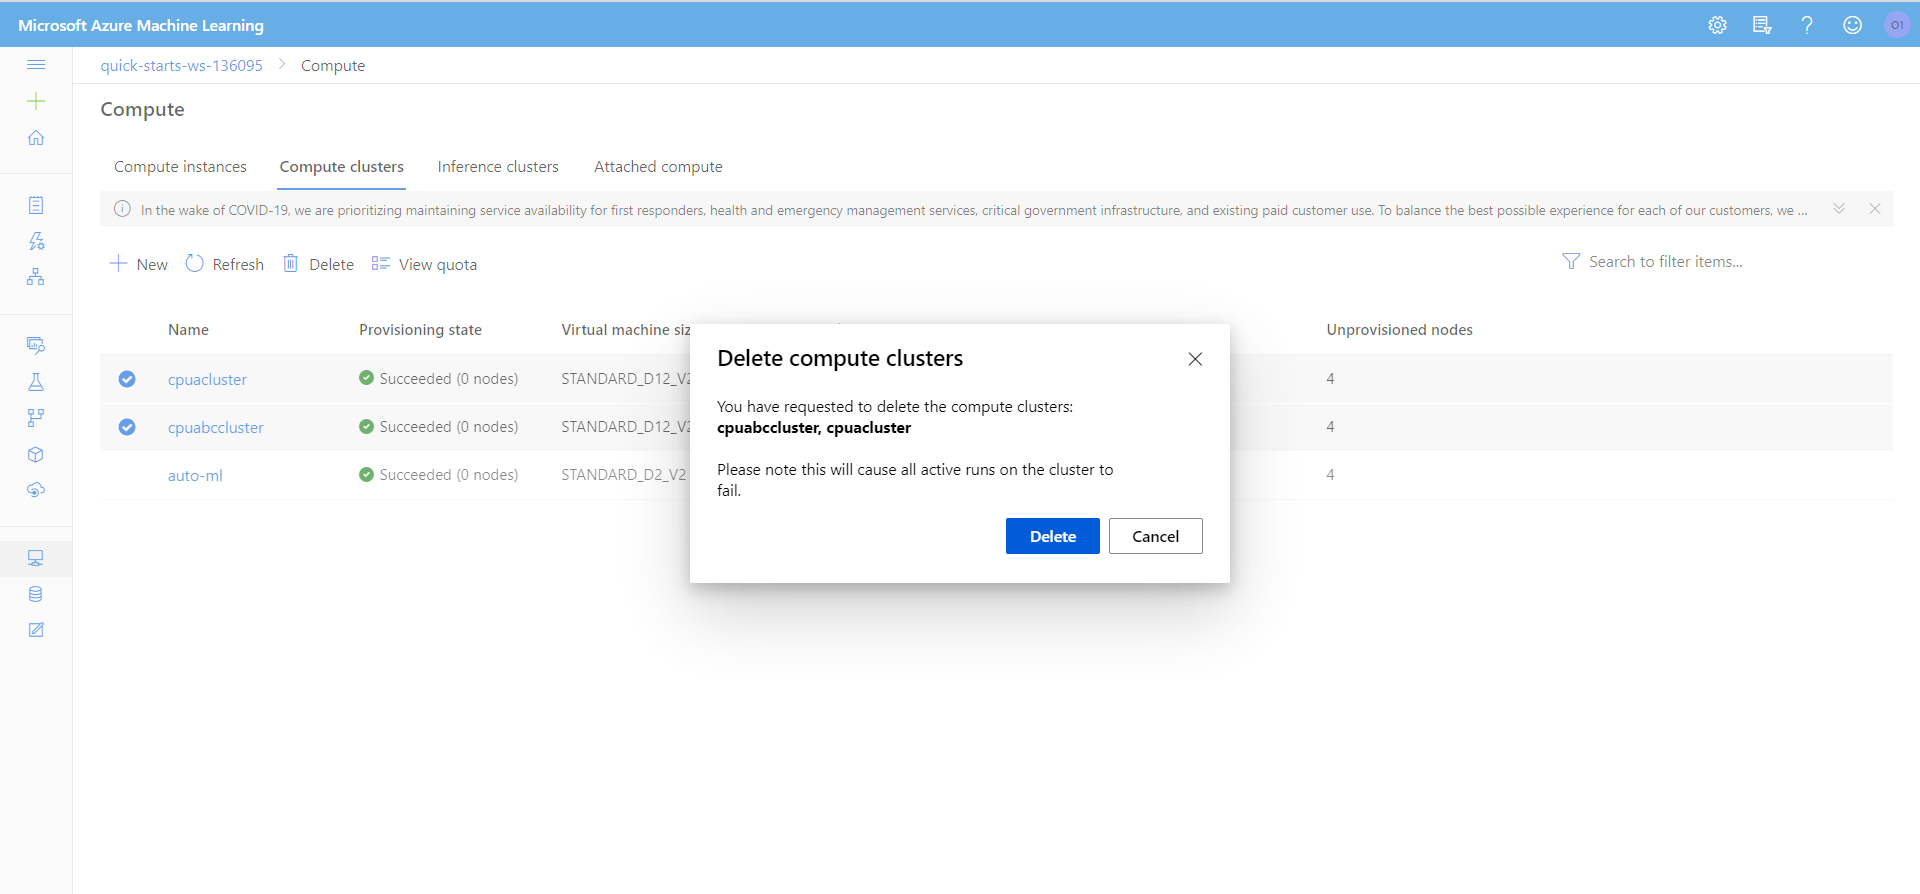 Microsoft Azure Machine Learning
O1
quick-starts-ws-136095 > Compute
Compute
Compute instances Compute clusters Inference clusters Attached compute
In the wake of COVID-19, we are prioritizing maintaining service availability for first responders, health and emergency management services, critical government infrastructure, and existing paid customer use. To balance the best possible experience for each of our customers, we ...
New Refresh Delete View quota Search to filter items...
Name Provisioning state Virtual machine siz Unprovisioned nodes
cpuacluster Succeeded (0 nodes) STANDARD_D12_V2 4
cpuabccluster Succeeded (0 nodes) STANDARD_D12_V2 4
auto-ml Succeeded (0 nodes) STANDARD_D2_V2 4
Delete compute clusters
You have requested to delete the compute clusters:
cpuabccluster, cpuacluster
Please note this will cause all active runs on the cluster to
fail.
Delete Cancel